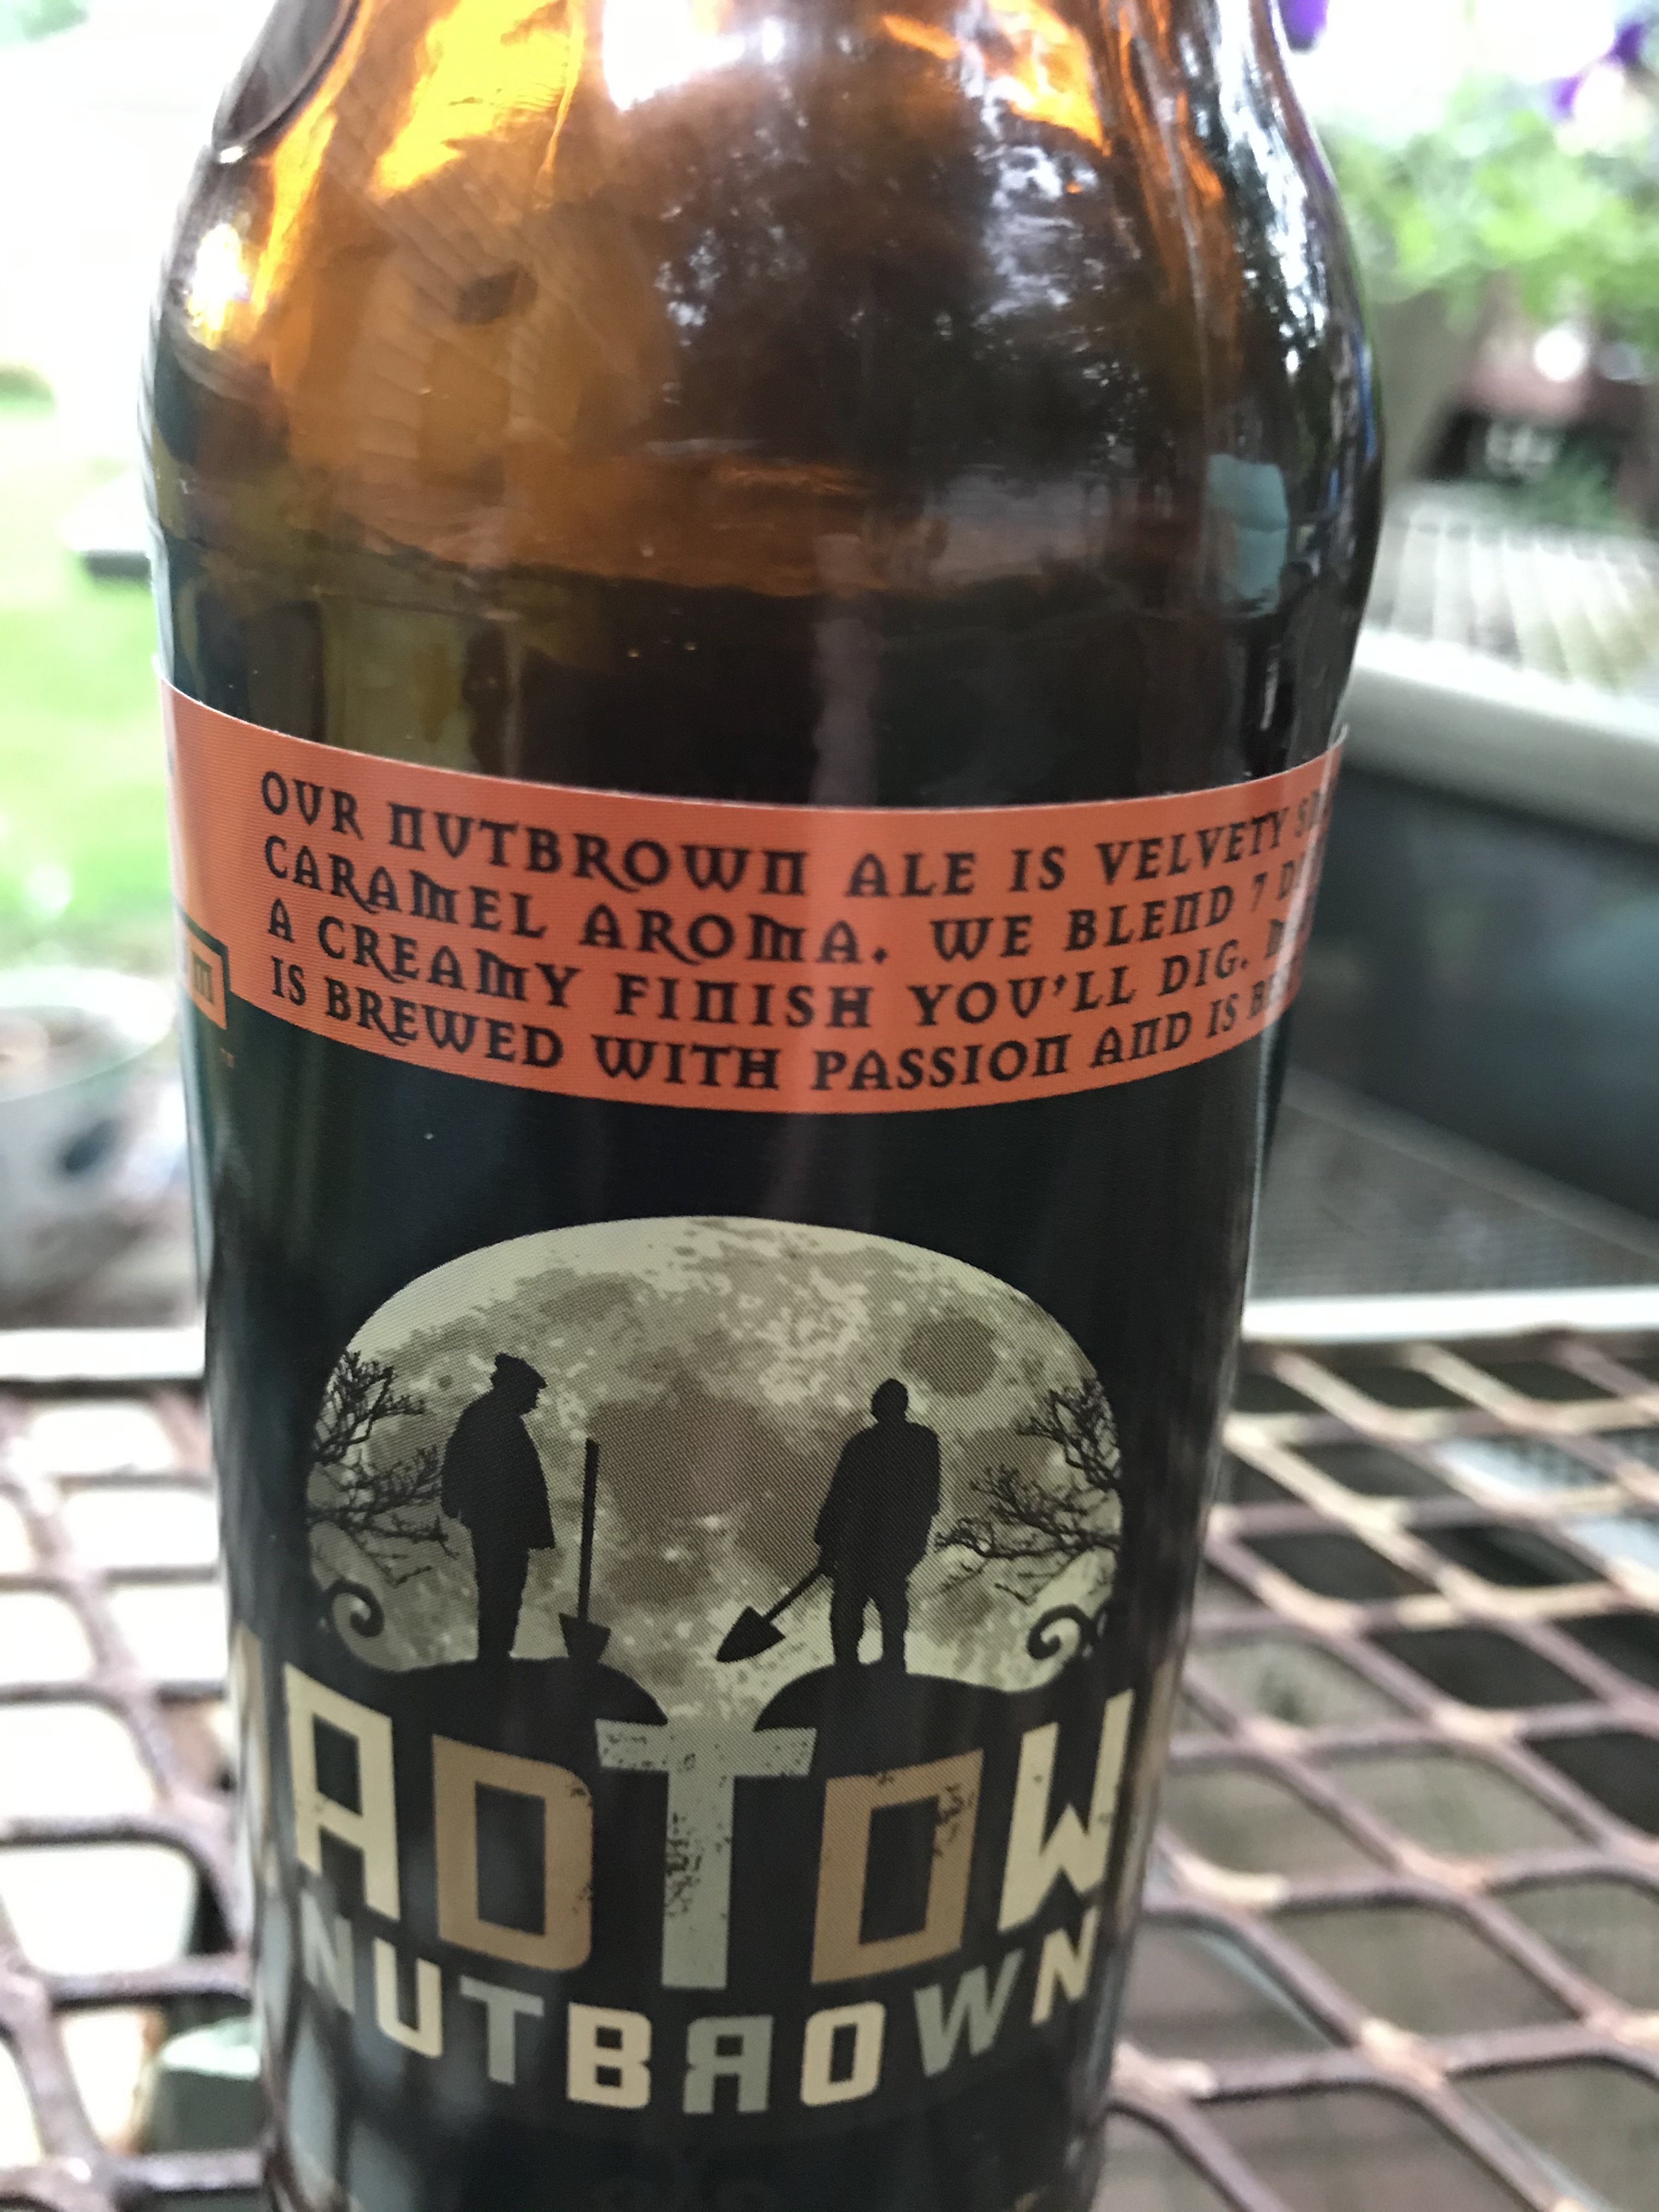 OUR NUTBROWN ALE IS VELVETY
CARAMEL AROMA. WE BLEND 7
A CREAMY FINISH YOU'LL DIG.
IS BREWED WITH PASSION AND IS
ADTOW
NUTBROWN